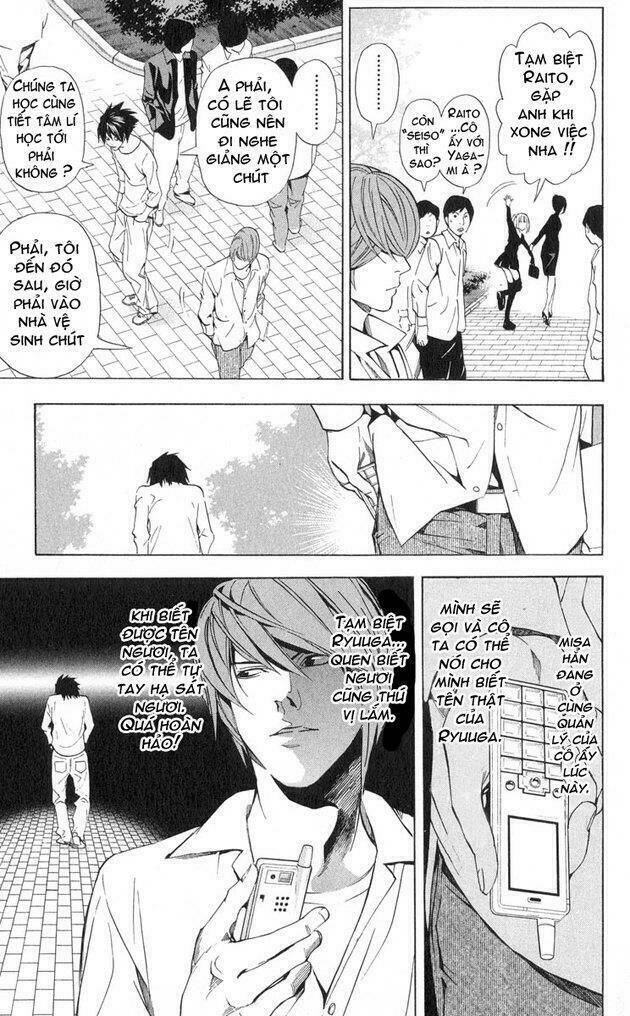 TẠM BIỆT
RAITO,
GẶP
ANH KHI
XONG VIỆC
NHA !!
RAITO
...CÔ
ẤY VỚI
YAGA-
MI À ?
CÒN
"SEISO"
THÌ
SAO?
.........
.........
A PHẢI,
CÓ LẼ TÔI
CŨNG NÊN
ĐI NGHE
GIẢNG MỘT
CHÚT
CHÚNG TA
HỌC CÙNG
TIẾT TÂM LÍ
HỌC TỚI
PHẢI
KHÔNG ?
PHẢI, TÔI
ĐẾN ĐÓ
SAU, GIỜ
PHẢI VÀO
NHÀ VỆ
SINH CHÚT
MISA
HẲN
ĐANG
Ở
CÙNG
QUẢN
LÝ CỦA
CÔ ẤY
LÚC
NÀY.
MÌNH SẼ
GỌI VÀ CÔ
TA CÓ THỂ
NÓI CHO
MÌNH BIẾT
TÊN THẬT
CỦA
RYUUGA.
TẠM BIỆT
RYUUGA...
QUEN BIẾT
NGƯƠI
CŨNG THÚ
VỊ LẮM.
KHI BIẾT
ĐƯỢC TÊN
NGƯƠI, TA
CÓ THỂ TỰ
TAY HẠ SÁT
NGƯƠI.
QUÁ HOÀN
HẢO!